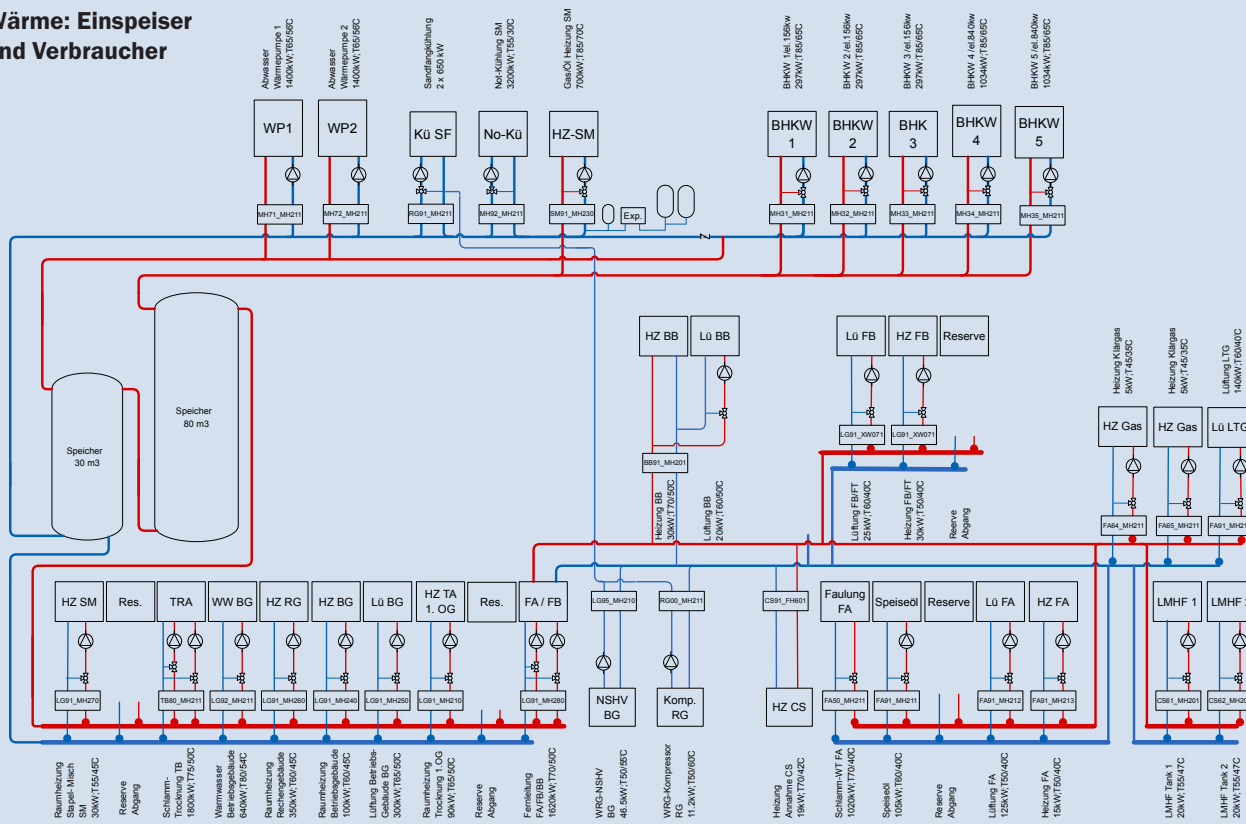 Wärme: Einspeiser
nd Verbraucher
Abwasser
Wärmepumpe 1
1400kW;T65/56C
Abwasser
Wärmepumpe 2
1400kW;T65/56C
Sandfangkühlung
2 x 650 kW
Not-Kühlung SM
3200kW;T55/30C
Gas/Öl Heizung SM
700kW;T85/70C
BHKW 1/el.156kw
297kW;T85/65C
BHKW 2 /el.156kw
297kW;T85/65C
BHKW 3 /el.156kw
297kW;T85/65C
BHKW 4 /el.840kw
1034kW;T85/65C
BHKW 5 /el.840kw
1034kW;T85/65C
WP1
WP2
Kü SF
No-Kü
HZ-SM
BHKW
1
BHKW
2
BHK
3
BHKW
4
BHKW
5
MH71_MH211
MH72_MH211
RG91_MH211
MH92_MH211
SM91_MH230
Exp.
MH31_MH211
MH32_MH211
MH33_MH211
MH34_MH211
MH35_MH211
Speicher
80 m3
Speicher
30 m3
HZ BB
Lü BB
BB91_MH201
Heizung BB
30kW;T70/50C
Lüftung BB
20kW;T60/50C
Lü FB
HZ FB
Reserve
LG91_XW071
LG91_XW071
Lüftung FB/FT
25kW;T60/40C
Heizung FB/FT
30kW;T50/40C
Reerve
Abgang
Heizung Klärgas
5kW;T45/35C
Heizung Klärgas
5kW;T45/35C
Lüftung LTG
140kW;T60/40C
HZ Gas
HZ Gas
Lü LTG
FA64_MH211
FA65_MH211
FA91_MH21
HZ SM
Res.
TRA
WW BG
HZ RG
HZ BG
Lü BG
HZ TA
1. OG
Res.
FA / FB
LG91_MH270
TB80_MH211
LG92_MH211
LG91_MH260
LG91_MH240
LG91_MH250
LG91_MH210
LG91_MH280
LG95_MH210
RG00_MH211
CS91_FH601
NSHV
BG
Komp.
RG
HZ CS
Faulung
FA
Speiseöl
Reserve
Lü FA
HZ FA
FA50_MH211
FA91_MH211
FA91_MH212
FA91_MH213
LMHF 1
LMHF
CS61_MH201
CS62_MH20
Raumheizung
Stapel- Misch
SM
30kW;T55/45C
Reserve
Abgang
Schlamm-
Trocknung TB
1800kW;T75/50C
Warmwasser
Betriebsgebäude
640kW;T60/54C
Raumheizung
Rechengebäude
350kW;T60/45C
Raumheizung
Betriebsgebäude
100kW;T60/45C
Lüftung Betriebs-
Gebäude BG
300kW;T65/50C
Raumheizung
Trocknung 1.OG
90kW;T65/50C
Reserve
Abgang
Fernleitung
FA/FB/BB
1620kW;T70/50C
WRG-NSHV
BG
46.5kW;T50/55C
WRG-Kompressor
RG
11.2kW;T50/60C
Heizung
Annahme CS
19kW;T70/42C
Schlamm-WT FA
1020kW;T70/40C
Speiseöl
105kW;T60/40C
Reserve
Abgang
Lüftung FA
125kW;T50/40C
Heizung FA
15kW;T50/40C
LMHF Tank 1
20kW;T55/47C
LMHF Tank 2
20kW;T55/47C